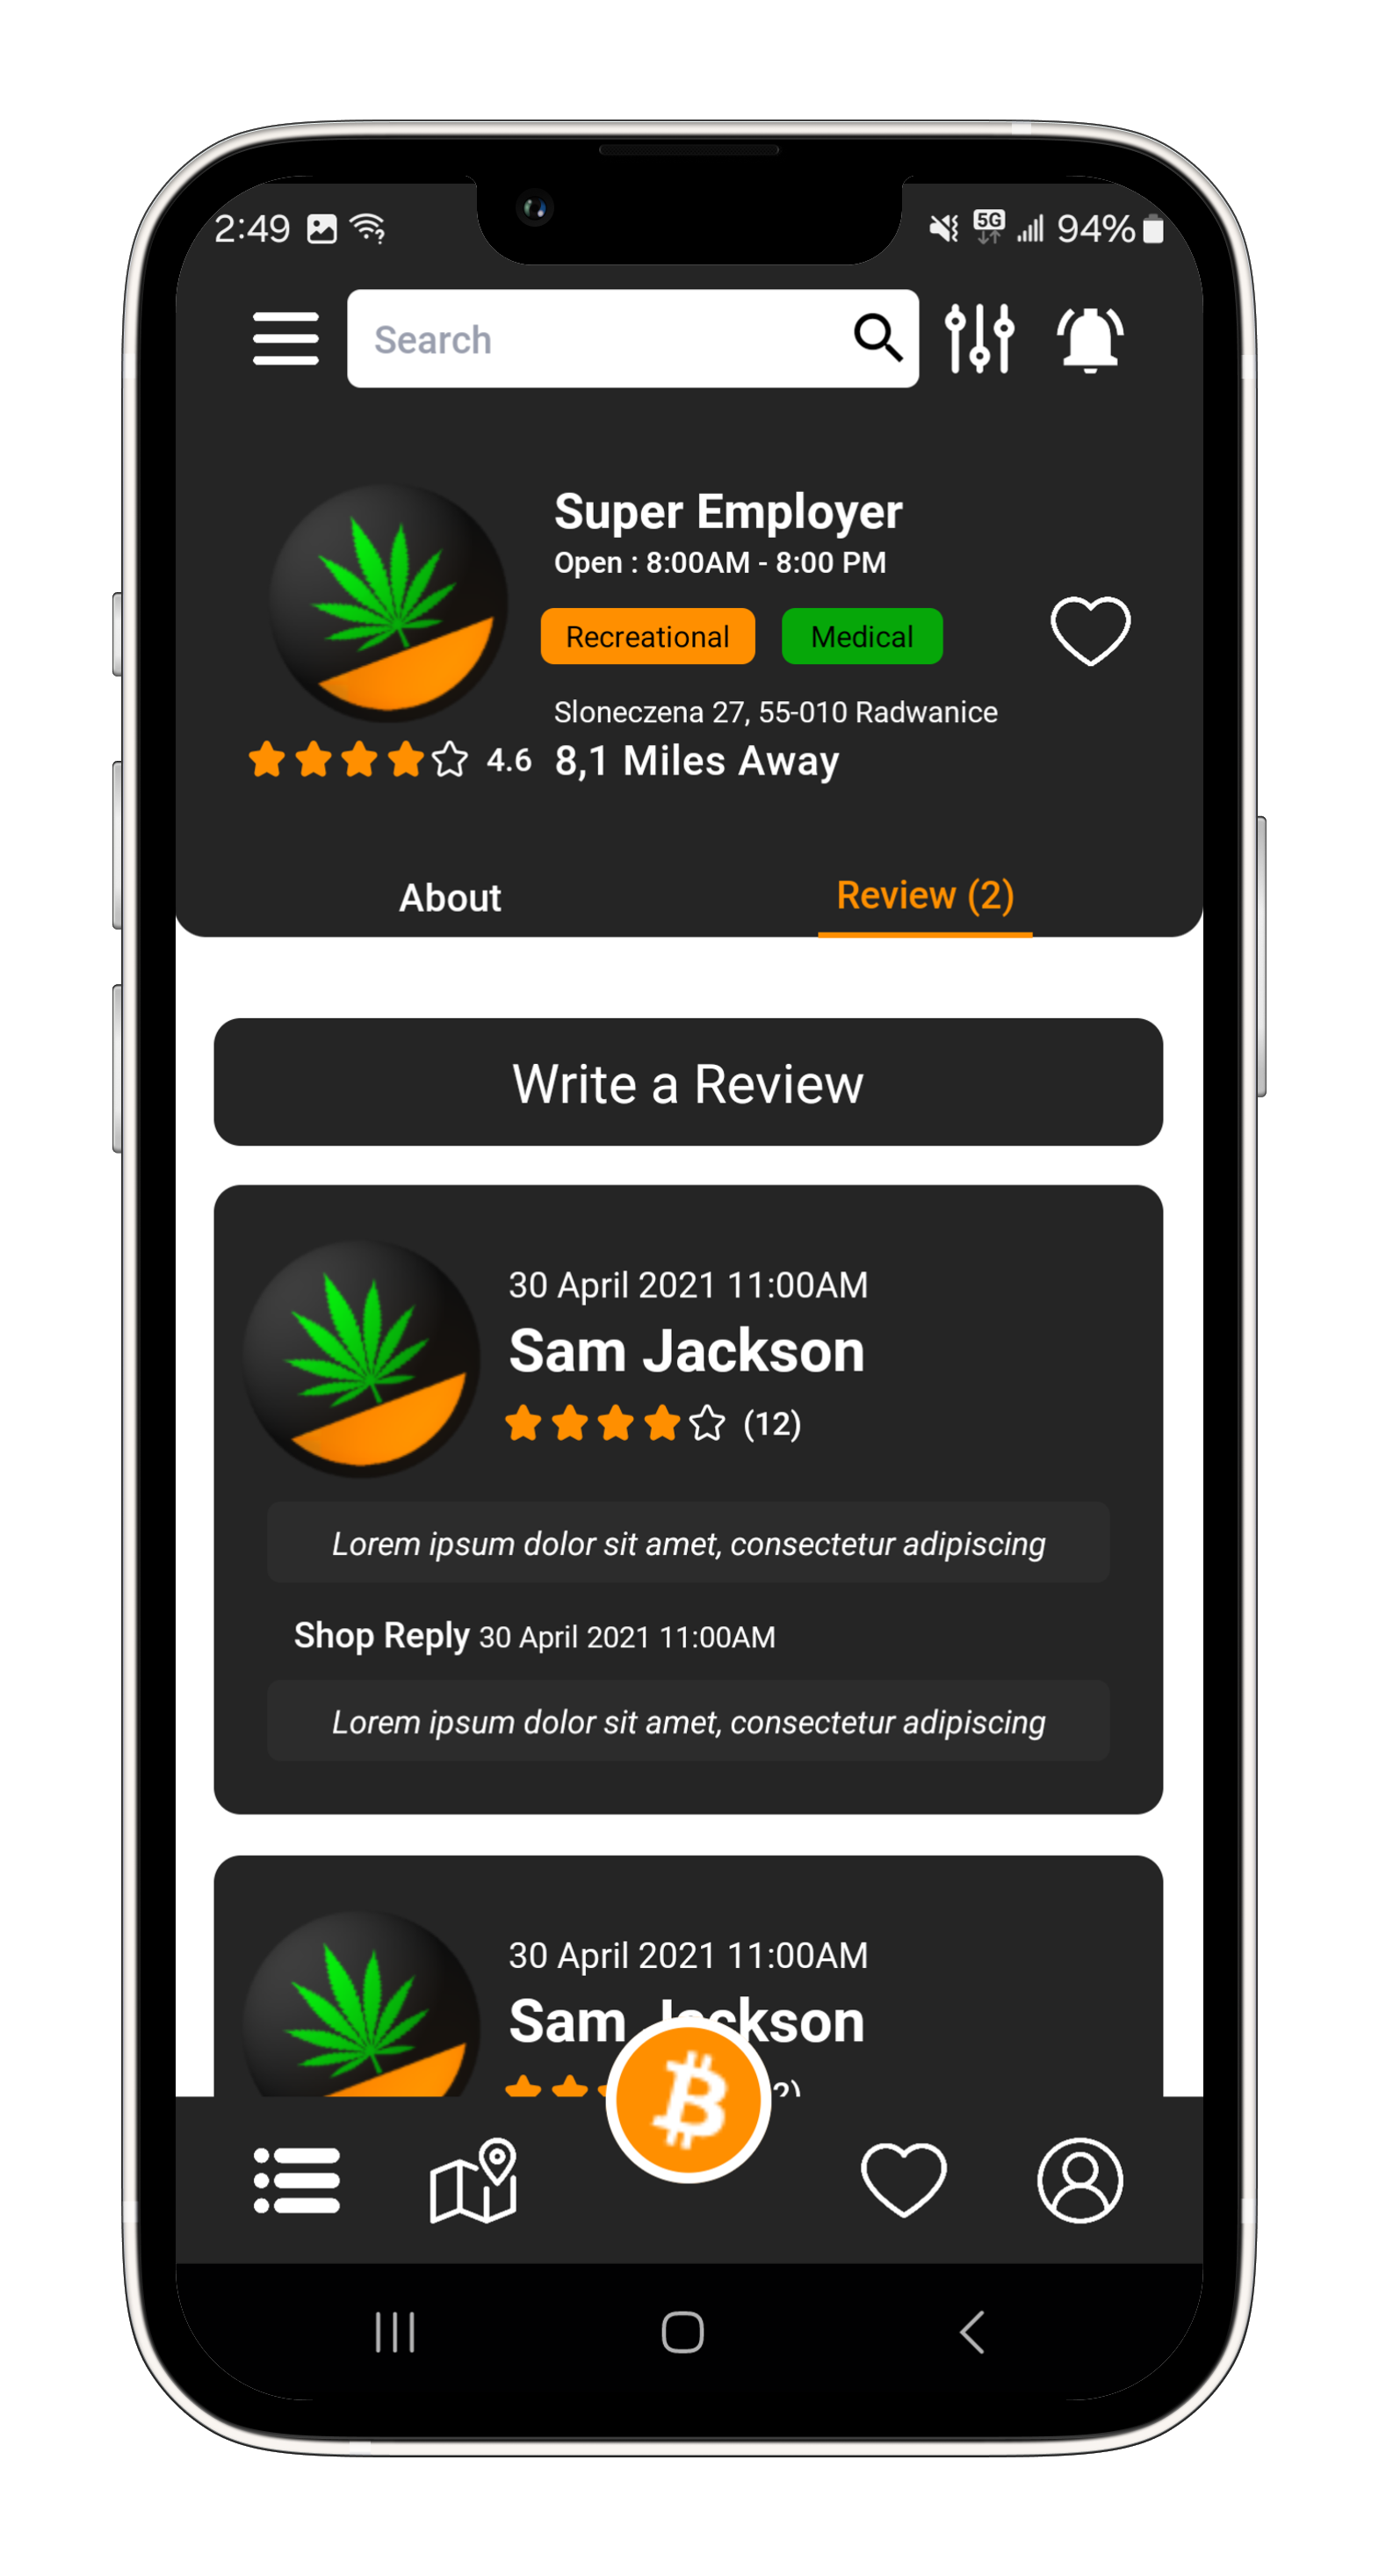 2:49 5G 94%
Search
Super Employer
Open : 8:00AM - 8:00 PM
Recreational Medical
Sloneczena 27, 55-010 Radwanice
4.6 8,1 Miles Away
About Review (2)
Write a Review
30 April 2021 11:00AM
Sam Jackson
(12)
Lorem ipsum dolor sit amet, consectetur adipiscing
Shop Reply 30 April 2021 11:00AM
Lorem ipsum dolor sit amet, consectetur adipiscing
30 April 2021 11:00AM
Sam Jackson